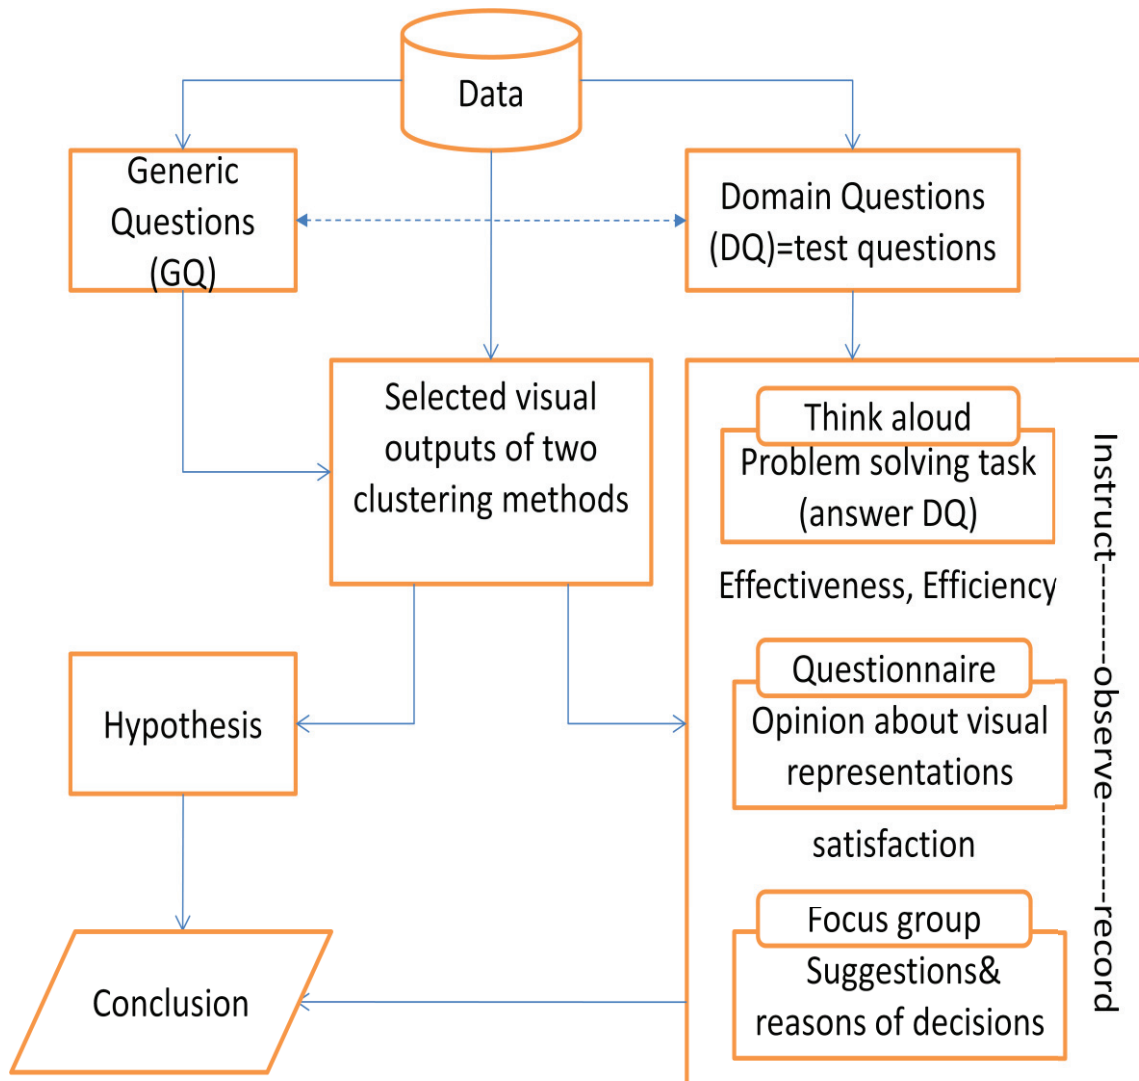 Data
Generic
Questions
(GQ)
Domain Questions
(DQ)=test questions
Selected visual
outputs of two
clustering methods
Think aloud
Problem solving task
(answer DQ)
Effectiveness, Efficiency
Questionnaire
Opinion about visual
representations
satisfaction
Focus group
Suggestions&
reasons of decisions
Instruct-------observe-------record
Hypothesis
Conclusion